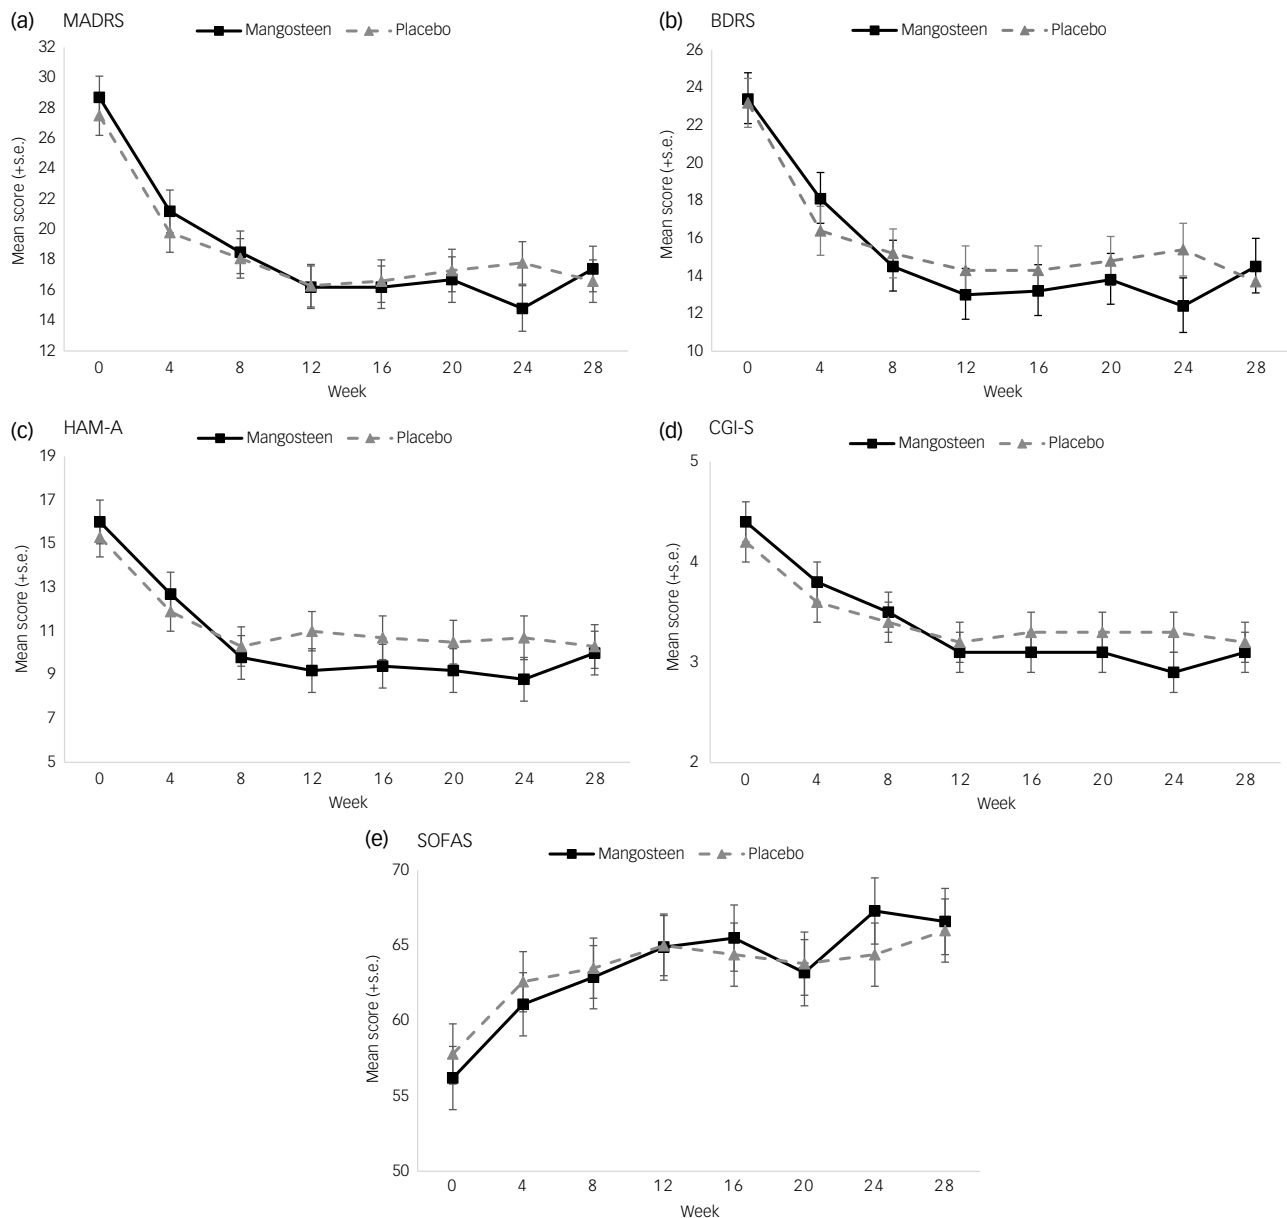 (a) MADRS
Mangosteen Placebo
32
30
28
26
24
22
20
18
16
14
12
Mean score (+s.e.)
0 4 8 12 16 20 24 28
Week
(b) BDRS
Mangosteen Placebo
26
24
22
20
18
16
14
12
10
Mean score (+s.e.)
0 4 8 12 16 20 24 28
Week
(c) HAM-A
Mangosteen Placebo
19
17
15
13
11
9
7
5
Mean score (+s.e.)
0 4 8 12 16 20 24 28
Week
(d) CGI-S
Mangosteen Placebo
5
4
3
2
Mean score (+s.e.)
0 4 8 12 16 20 24 28
Week
(e) SOFAS
Mangosteen Placebo
70
65
60
55
50
Mean score (+s.e.)
0 4 8 12 16 20 24 28
Week